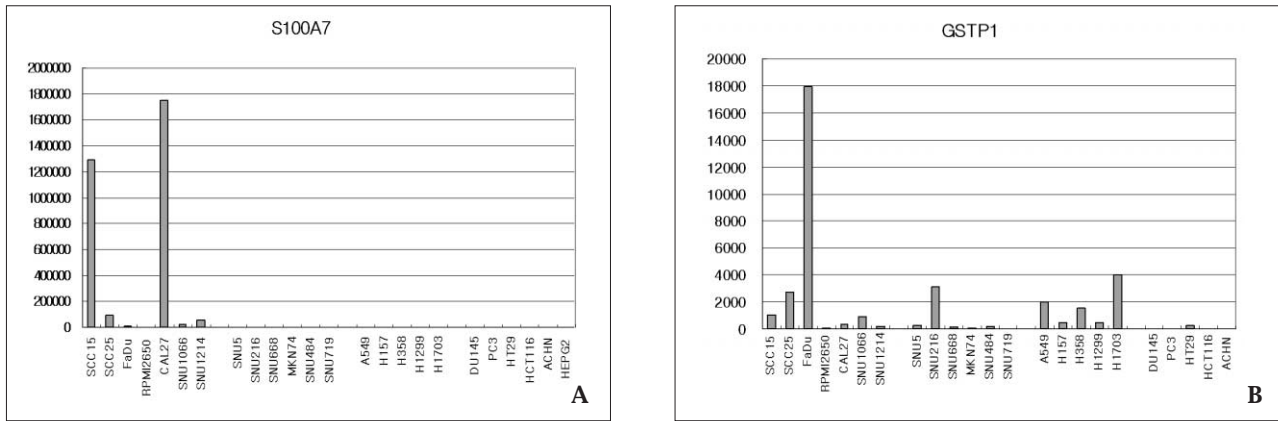 S100A7
2000000
1800000
1600000
1400000
1200000
1000000
800000
600000
400000
200000
0
SCC15
SCC25
FaDu
RPMI2650
CAL27
SNU1066
SNU1214
SNU5
SNU216
SNU668
MKN74
SNU484
SNU719
A549
H157
H358
H1299
H1703
DU145
PC3
HT29
HCT116
ACHN
HEPG2
A
GSTP1
20000
18000
16000
14000
12000
10000
8000
6000
4000
2000
0
SCC15
SCC25
FaDu
RPMI2650
CAL27
SNU1066
SNU1214
SNU5
SNU216
SNU668
MKN74
SNU484
SNU719
A549
H157
H358
H1299
H1703
DU145
PC3
HT29
HCT116
ACHN
B